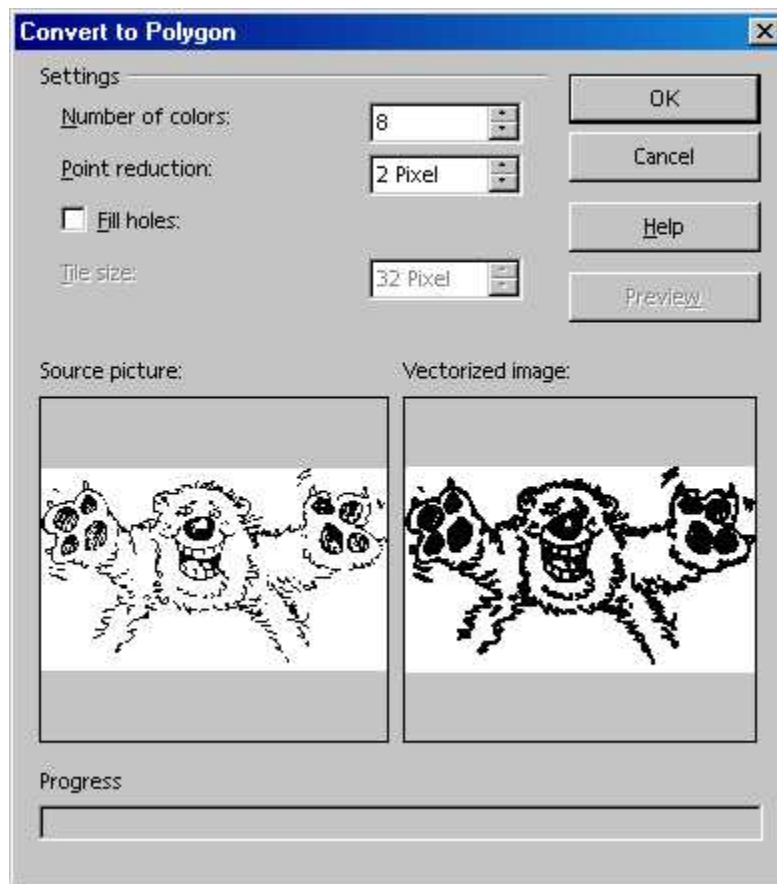 Convert to Polygon
Settings
Number of colors:
8
Point reduction:
2 Pixel
Fill holes:
Tile size:
32 Pixel
OK
Cancel
Help
Preview
Source picture:
Vectorized image:
Progress